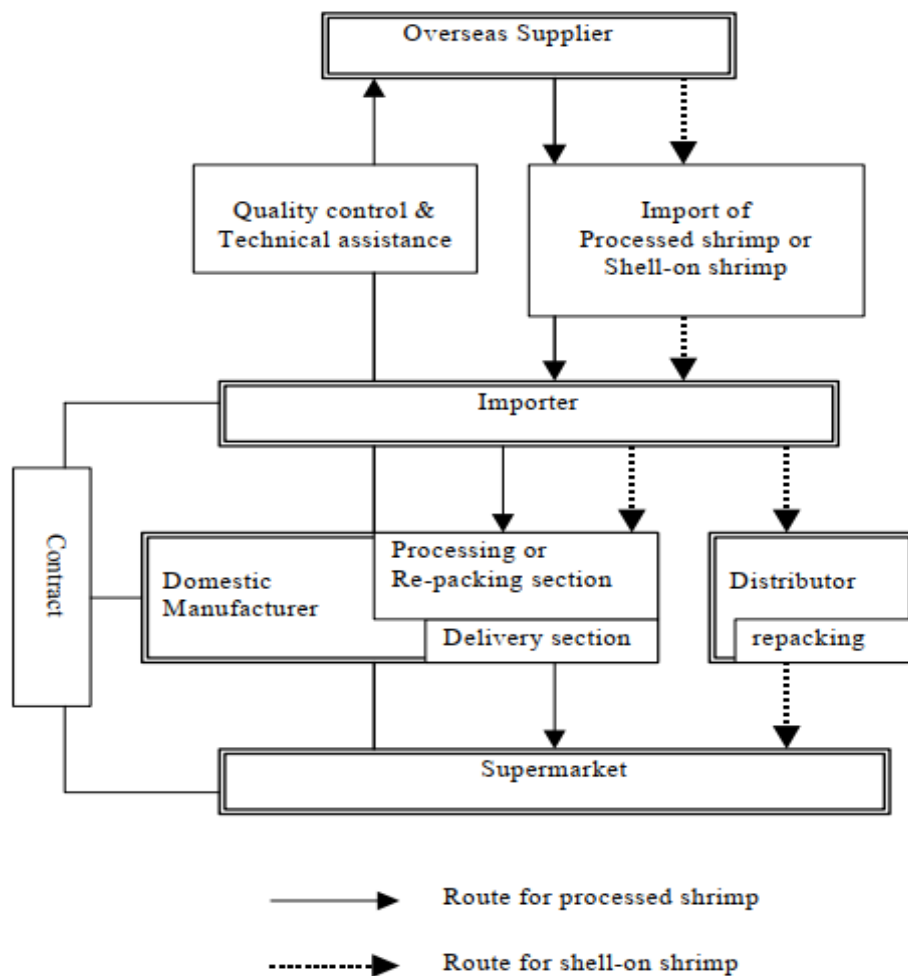 Overseas Supplier
Quality control &
Technical assistance
Import of
Processed shrimp or
Shell-on shrimp
Importer
Contract
Domestic
Manufacturer
Processing or
Re-packing section
Delivery section
Distributor
repacking
Supermarket
Route for processed shrimp
Route for shell-on shrimp